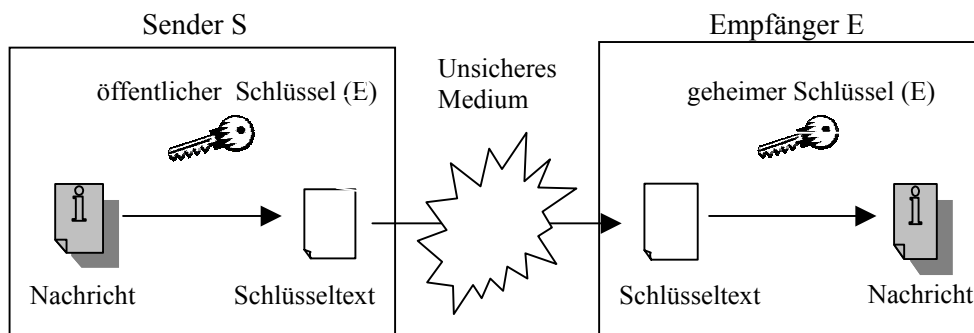 Sender S
Empfänger E
Unsicheres
Medium
öffentlicher Schlüssel (E)
geheimer Schlüssel (E)
i
i
Nachricht
Schlüsseltext
Schlüsseltext
Nachricht